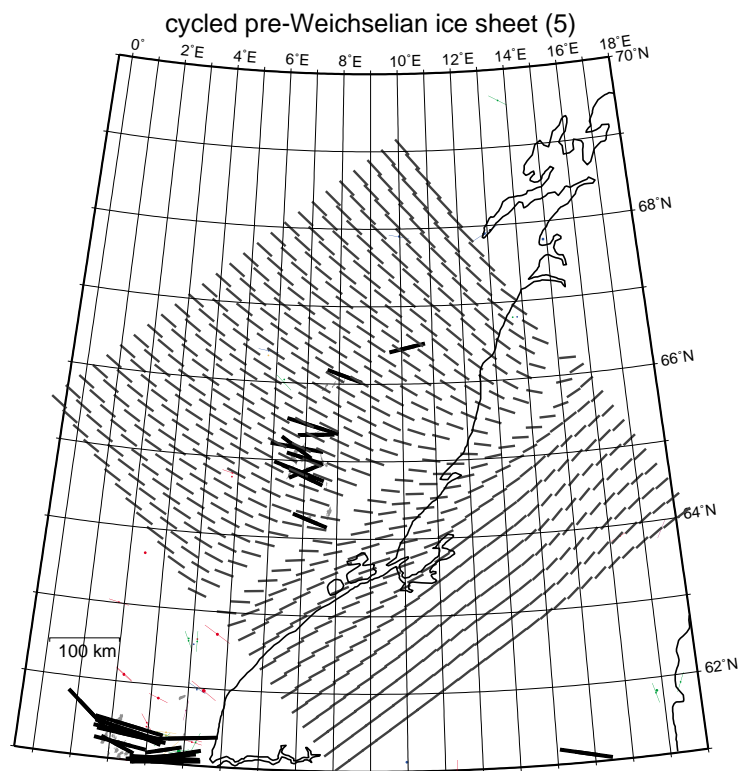 cycled pre-Weichselian ice sheet (5)
0˚ 2˚E 4˚E 6˚E 8˚E 10˚E 12˚E 14˚E 16˚E 18˚E
70˚N
68˚N
66˚N
64˚N
100 km
62˚N